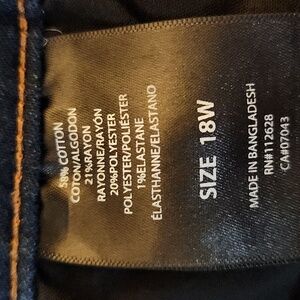 58% COTTON
COTON/ALGODON
21%RAYON
RAYONNE/RAYÓN
20%POLYESTER
POLYESTER/POLIÉSTER
1%ELASTANE
ÉLASTHANNE/ELASTANO
SIZE 18W
MADE IN BANGLADESH
RN#112628
CA#07043